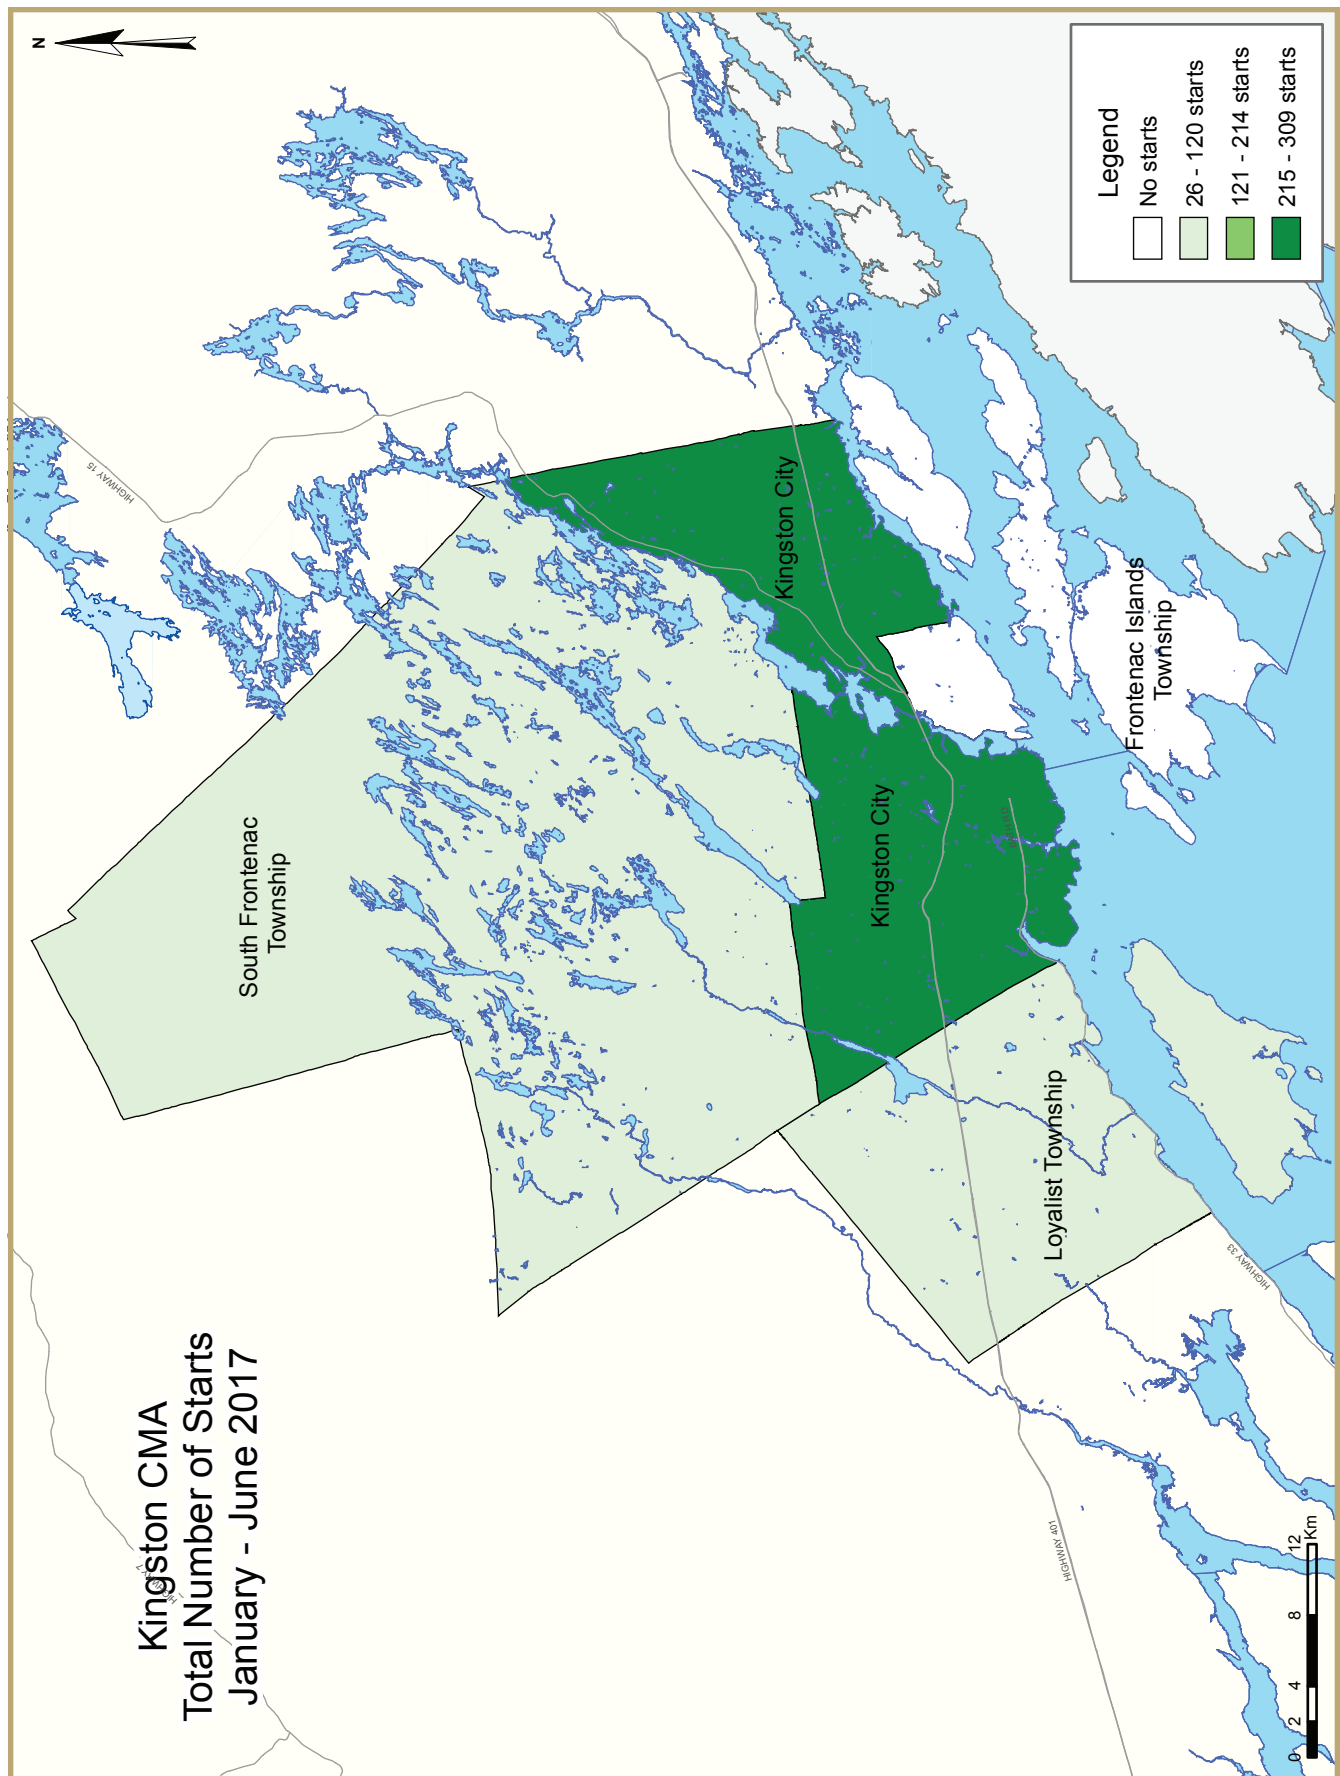 Kingston CMA
Total Number of Starts
January - June 2017
N
HIGHWAY 7
HIGHWAY 15
South Frontenac
Township
Kingston City
Kingston City
Loyalist Township
Frontenac Islands
Township
HIGHWAY 401
HIGHWAY 33
Legend
No starts
26 - 120 starts
121 - 214 starts
215 - 309 starts
0 2 4 8 12
Km